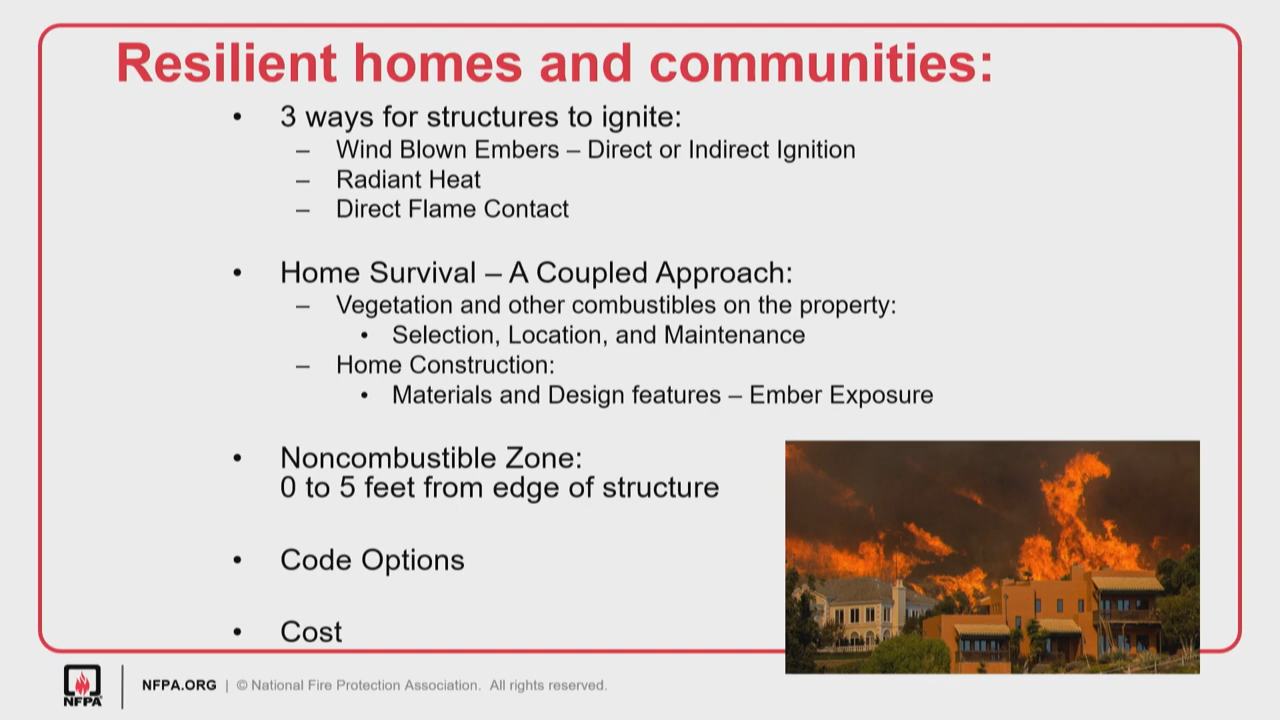 Resilient homes and communities:
• 3 ways for structures to ignite:
– Wind Blown Embers – Direct or Indirect Ignition
– Radiant Heat
– Direct Flame Contact
• Home Survival – A Coupled Approach:
– Vegetation and other combustibles on the property:
• Selection, Location, and Maintenance
– Home Construction:
• Materials and Design features – Ember Exposure
• Noncombustible Zone:
0 to 5 feet from edge of structure
• Code Options
• Cost
NFPA
NFPA.ORG | © National Fire Protection Association. All rights reserved.